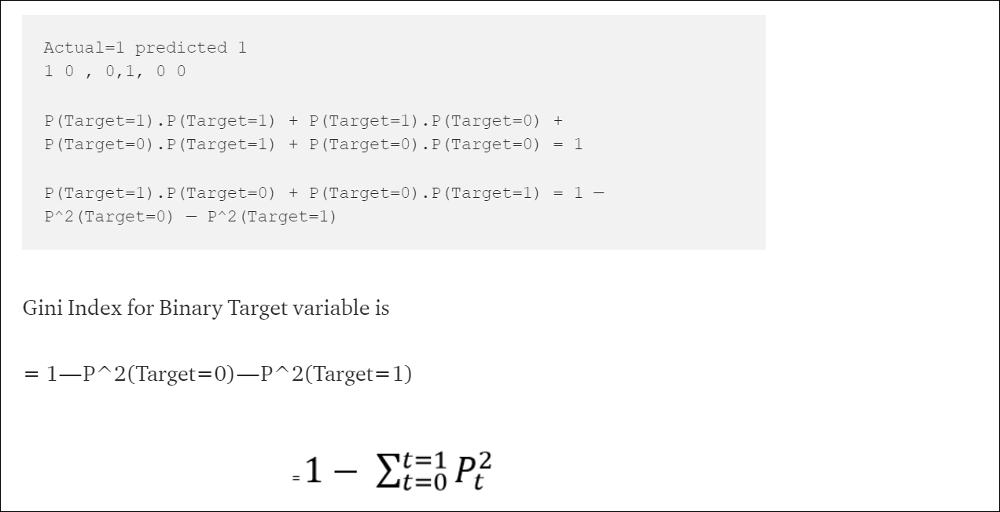 Actual=1 predicted 1
1 0 , 0,1, 0 0
P(Target=1).P(Target=1) + P(Target=1).P(Target=0) +
P(Target=0).P(Target=1) + P(Target=0).P(Target=0) = 1
P(Target=1).P(Target=0) + P(Target=0).P(Target=1) = 1 —
P^2(Target=0) — P^2(Target=1)
Gini Index for Binary Target variable is
= 1—P^2(Target=0)—P^2(Target=1)
= 1 − ∑_{t=0}^{t=1} P_t^2